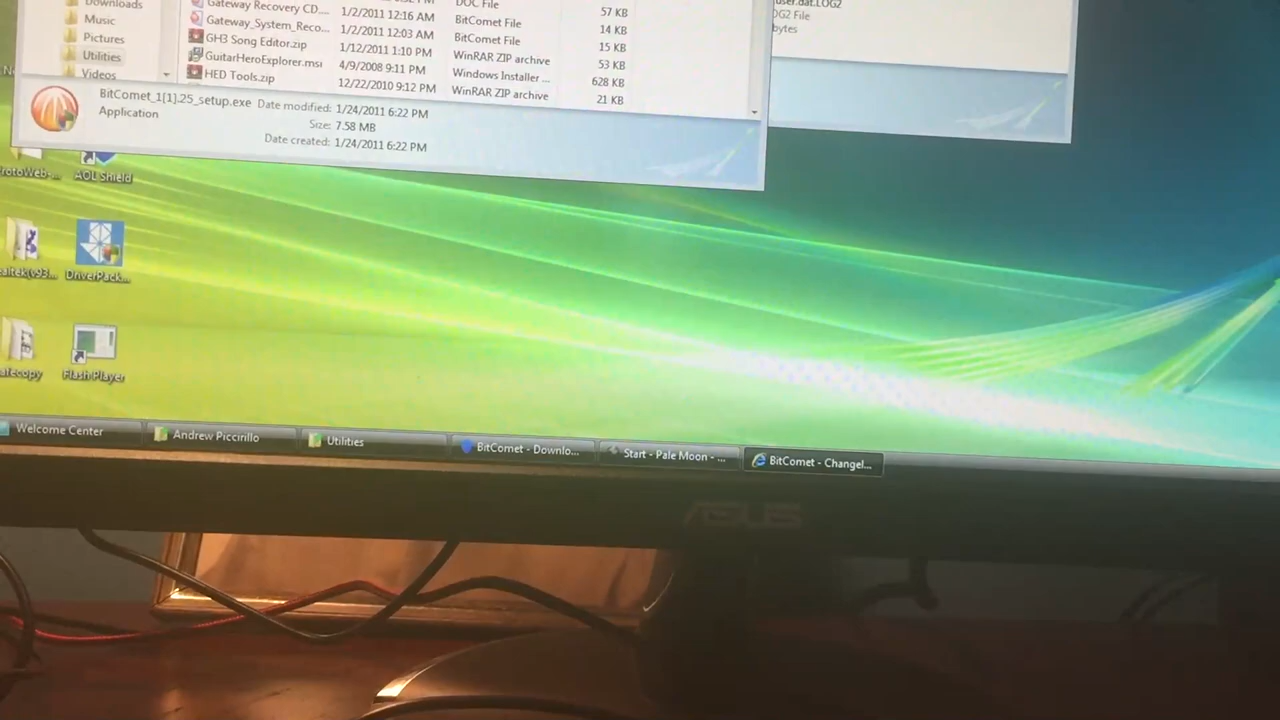 Downloads
Music
Pictures
Utilities
Videos
Gateway Recovery CD....
Gateway_System_Reco...
GH3 Song Editor.zip
GuitarHeroExplorer.msi
HED Tools.zip
1/2/2011 12:16 AM
1/2/2011 12:03 AM
1/12/2011 1:10 PM
4/9/2008 9:11 PM
12/22/2010 9:12 PM
DOC File
BitComet File
BitComet File
WinRAR ZIP archive
Windows Installer ...
WinRAR ZIP archive
57 KB
14 KB
15 KB
53 KB
628 KB
21 KB
user.dat.LOG2
OG2 File
bytes
BitComet_1[1].25_setup.exe Date modified: 1/24/2011 6:22 PM
Application
Size: 7.58 MB
Date created: 1/24/2011 6:22 PM
rotoWeb-...
AOL Shield
DriverPack...
Flash Player
Welcome Center
Andrew Piccirillo
Utilities
BitComet - Downlo...
Start - Pale Moon - ...
BitComet - Changel...
ASUS